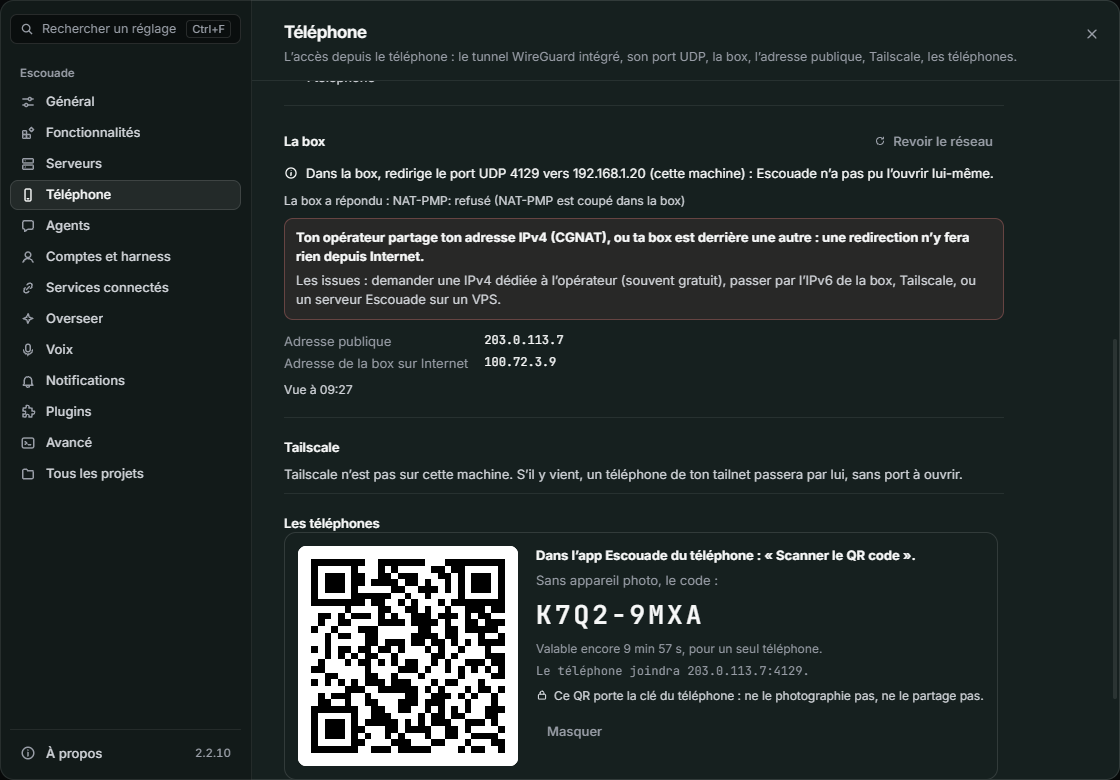 Rechercher un réglage Ctrl+F
Escouade
Général
Fonctionnalités
Serveurs
Téléphone
Agents
Comptes et harness
Services connectés
Overseer
Voix
Notifications
Plugins
Avancé
Tous les projets
À propos 2.2.10
Téléphone
L’accès depuis le téléphone : le tunnel WireGuard intégré, son port UDP, la box, l’adresse publique, Tailscale, les téléphones.
La box
Revoir le réseau
Dans la box, redirige le port UDP 4129 vers 192.168.1.20 (cette machine) : Escouade n’a pas pu l’ouvrir lui-même.
La box a répondu : NAT-PMP: refusé (NAT-PMP est coupé dans la box)
Ton opérateur partage ton adresse IPv4 (CGNAT), ou ta box est derrière une autre : une redirection n’y fera
rien depuis Internet.
Les issues : demander une IPv4 dédiée à l’opérateur (souvent gratuit), passer par l’IPv6 de la box, Tailscale, ou
un serveur Escouade sur un VPS.
Adresse publique 203.0.113.7
Adresse de la box sur Internet 100.72.3.9
Vue à 09:27
Tailscale
Tailscale n’est pas sur cette machine. S’il y vient, un téléphone de ton tailnet passera par lui, sans port à ouvrir.
Les téléphones
Dans l’app Escouade du téléphone : « Scanner le QR code ».
Sans appareil photo, le code :
K7Q2-9MXA
Valable encore 9 min 57 s, pour un seul téléphone.
Le téléphone joindra 203.0.113.7:4129.
Ce QR porte la clé du téléphone : ne le photographie pas, ne le partage pas.
Masquer